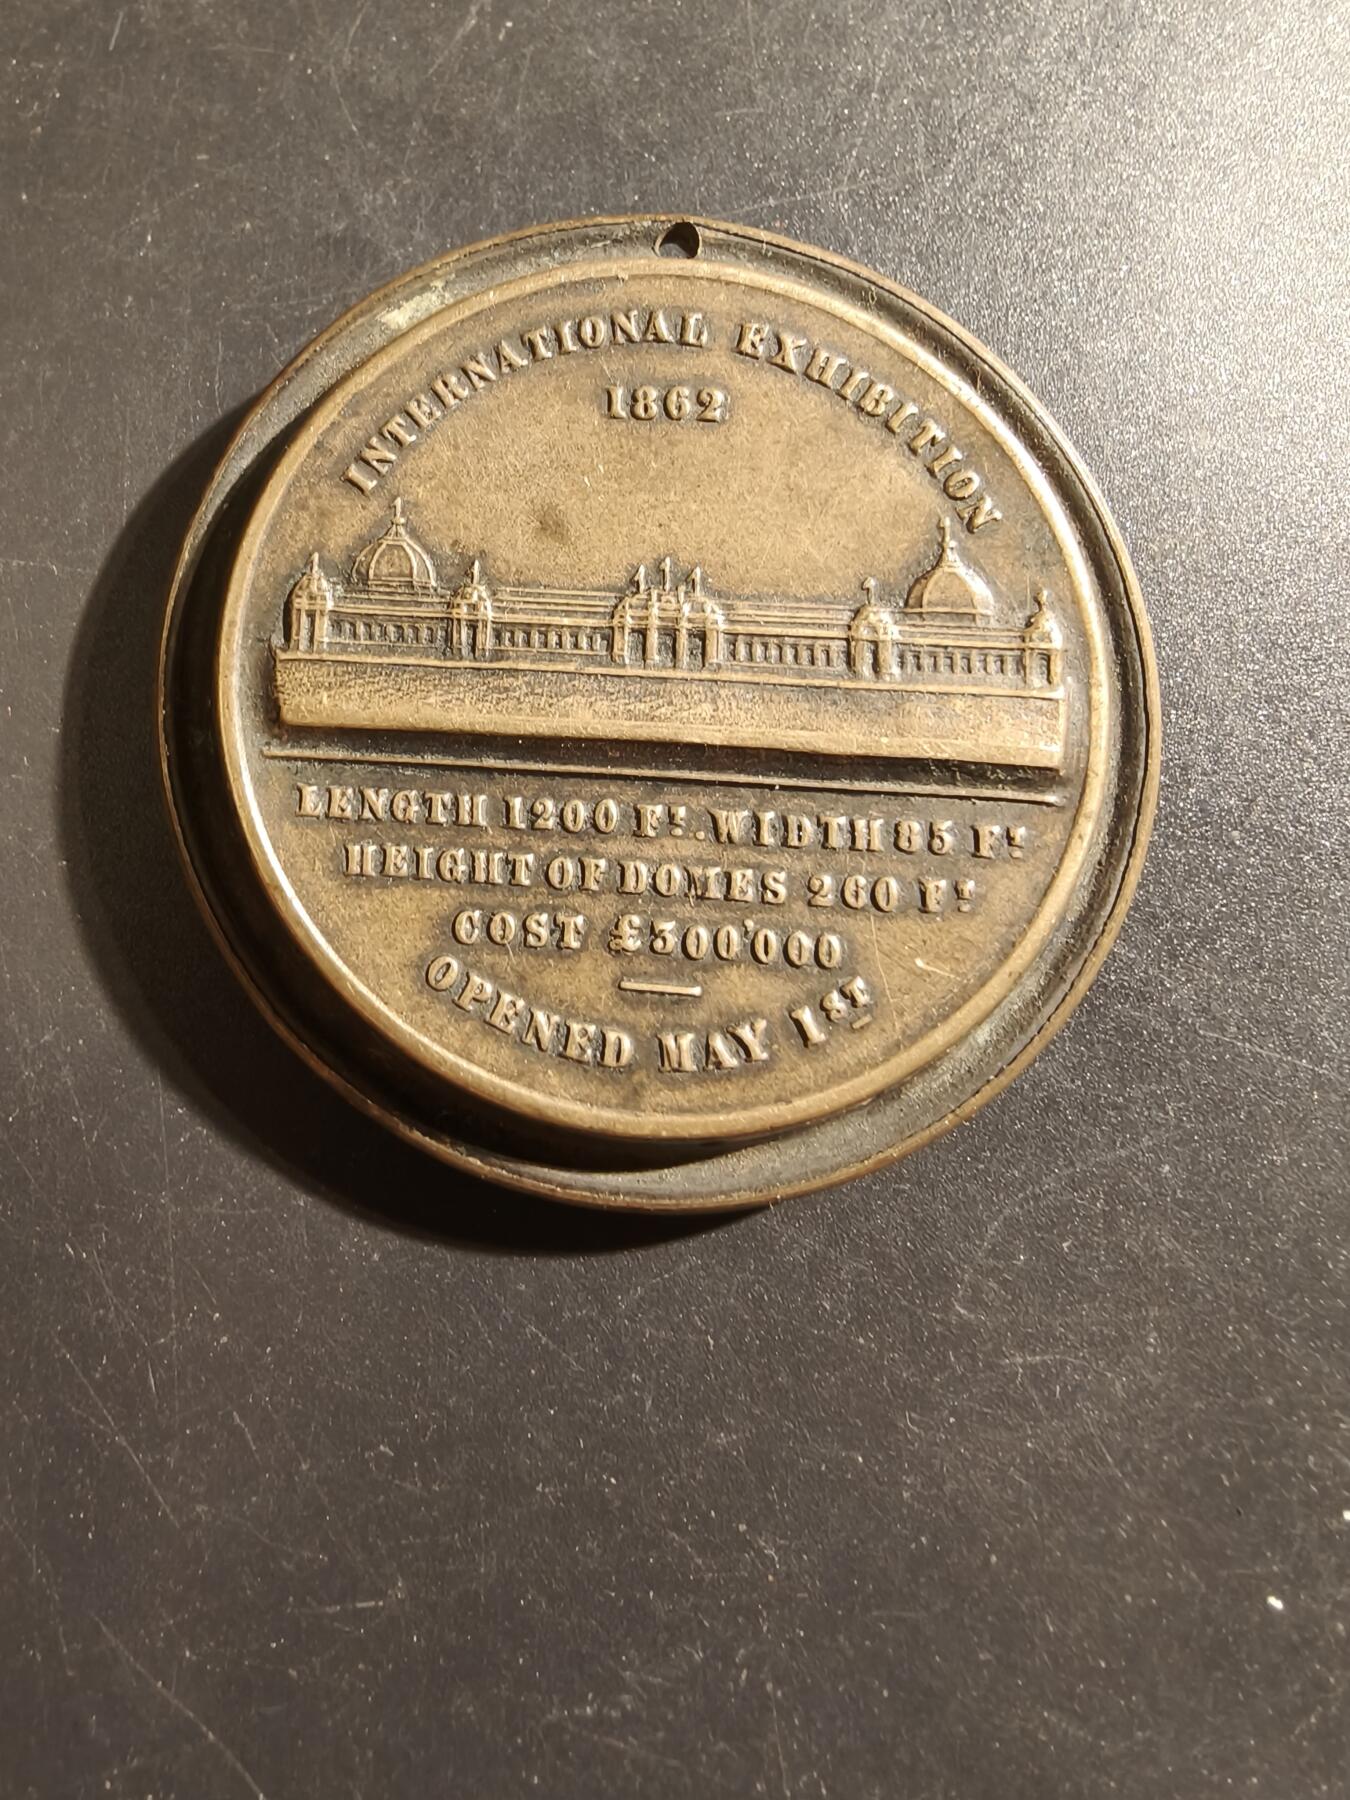 INTERNATIONAL EXHIBITION
1862
LENGTH 1200 Ft. WIDTH 85 Ft
HEIGHT OF DOMES 260 Ft
COST £300'000
OPENED MAY 1ST